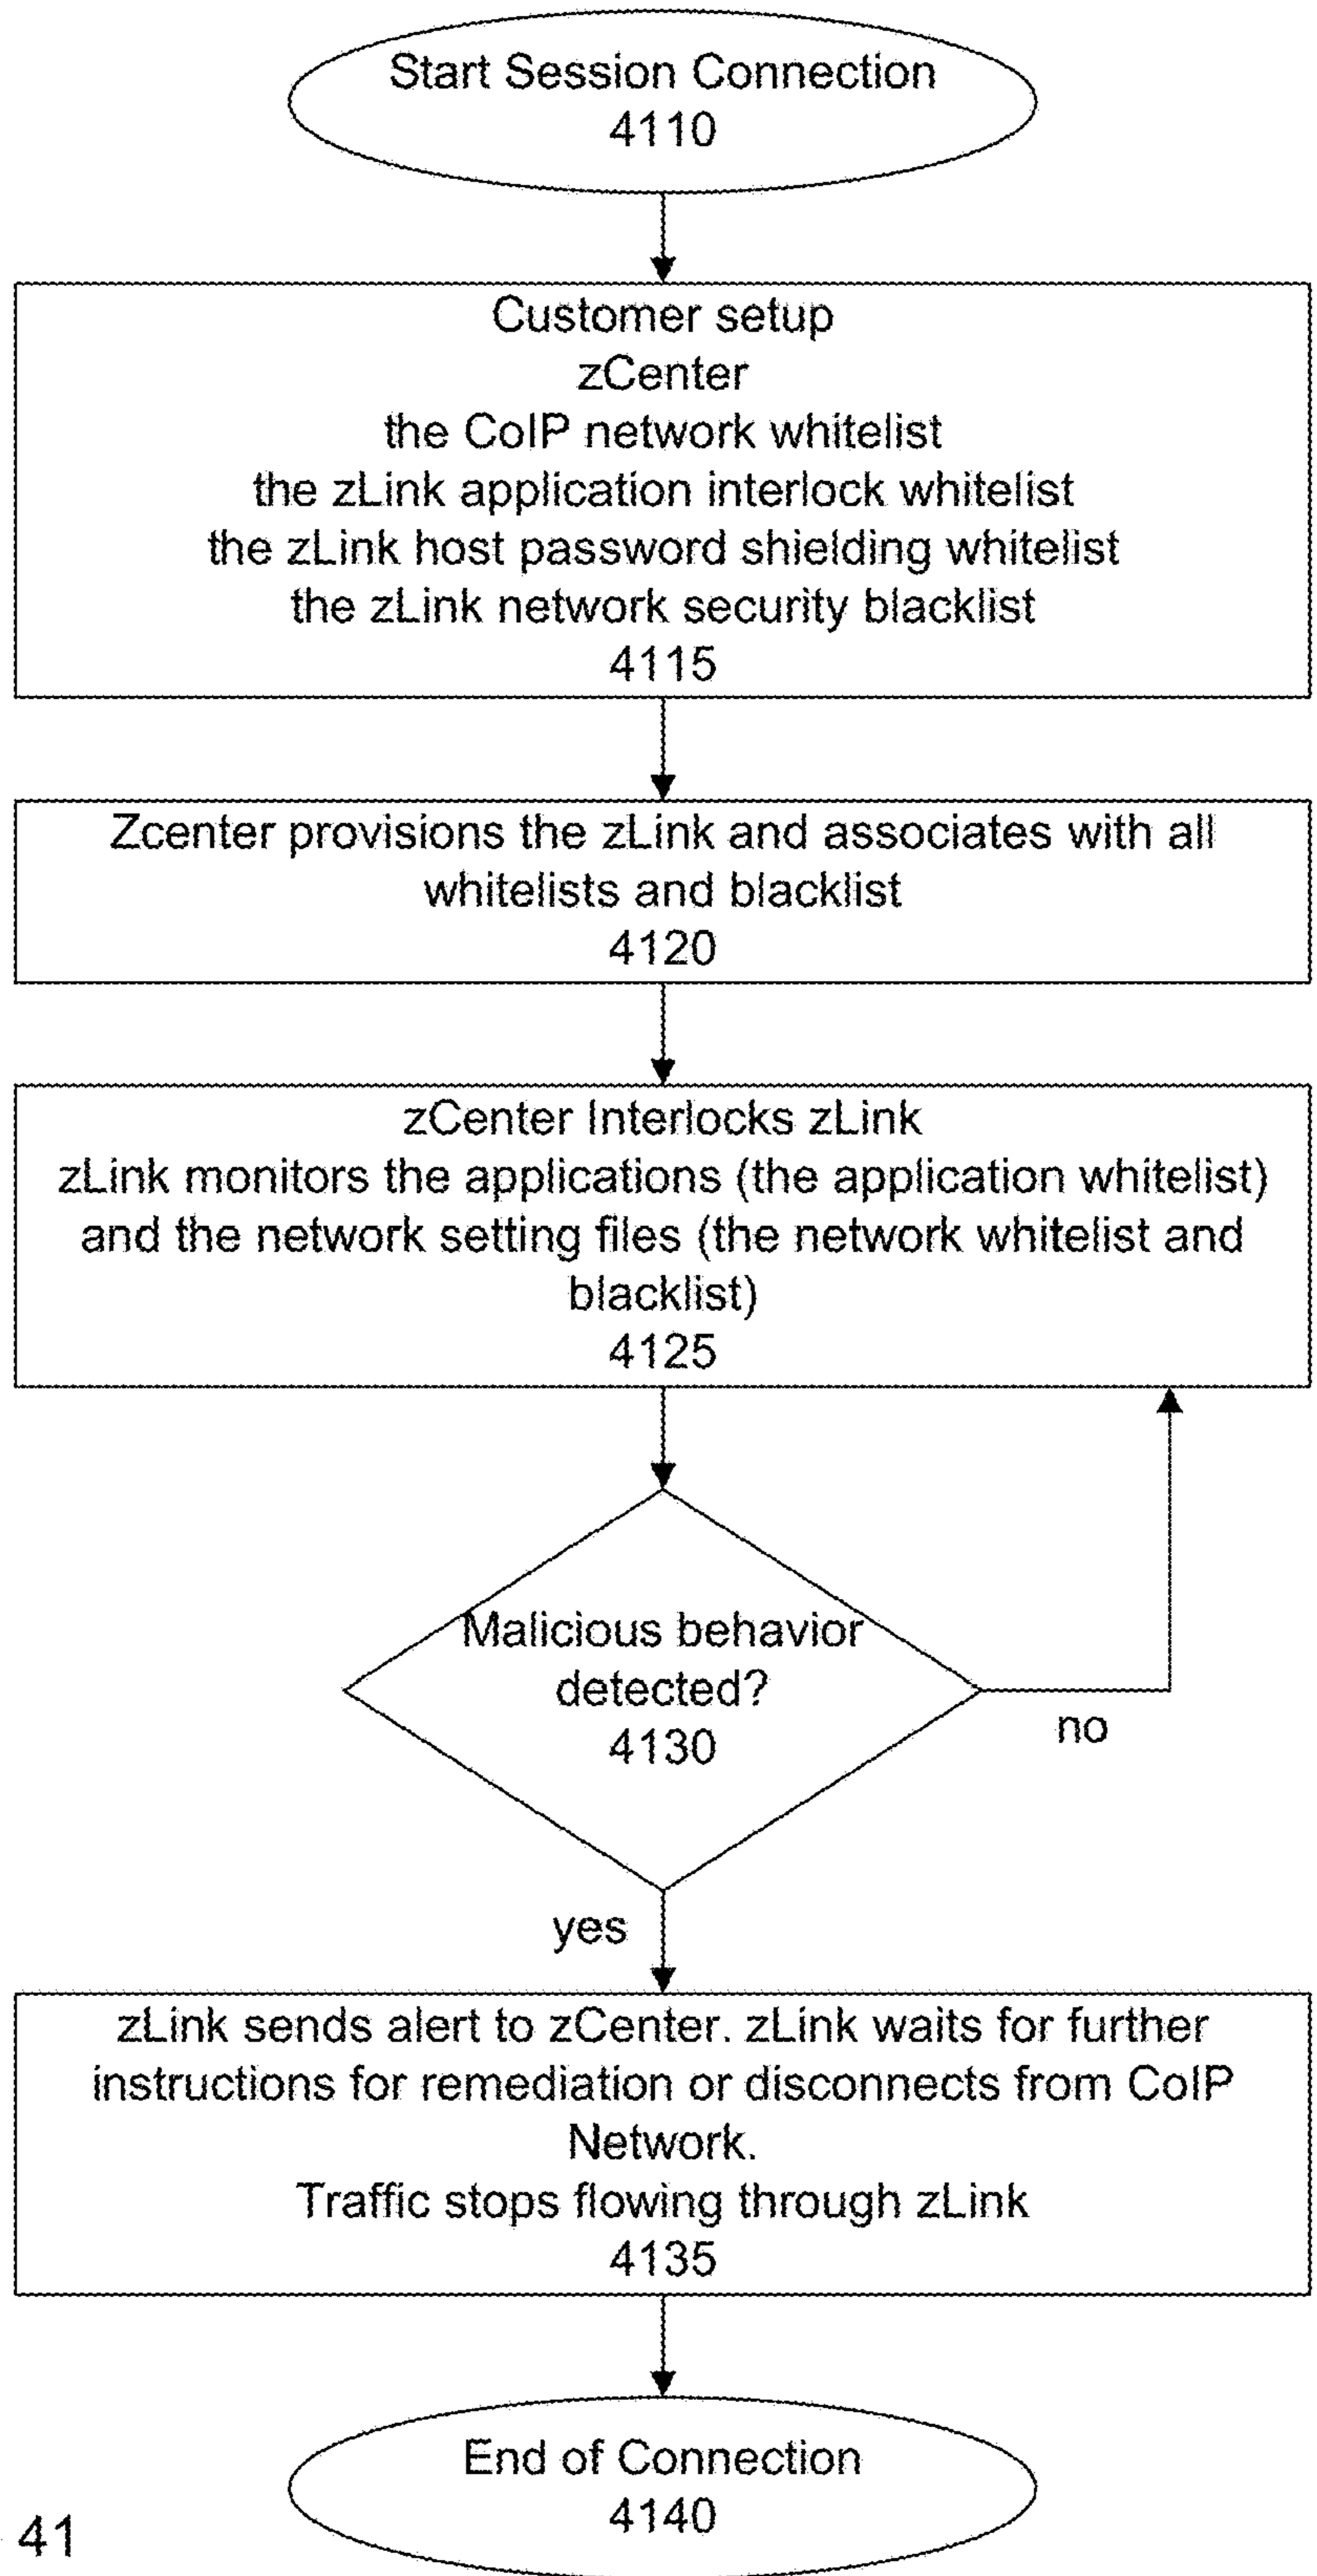 Start Session Connection
4110
Customer setup
zCenter
the CoIP network whitelist
the zLink application interlock whitelist
the zLink host password shielding whitelist
the zLink network security blacklist
4115
Zcenter provisions the zLink and associates with all
whitelists and blacklist
4120
zCenter Interlocks zLink
zLink monitors the applications (the application whitelist)
and the network setting files (the network whitelist and
blacklist)
4125
Malicious behavior
detected?
4130
no
yes
zLink sends alert to zCenter. zLink waits for further
instructions for remediation or disconnects from CoIP
Network.
Traffic stops flowing through zLink
4135
End of Connection
4140
41